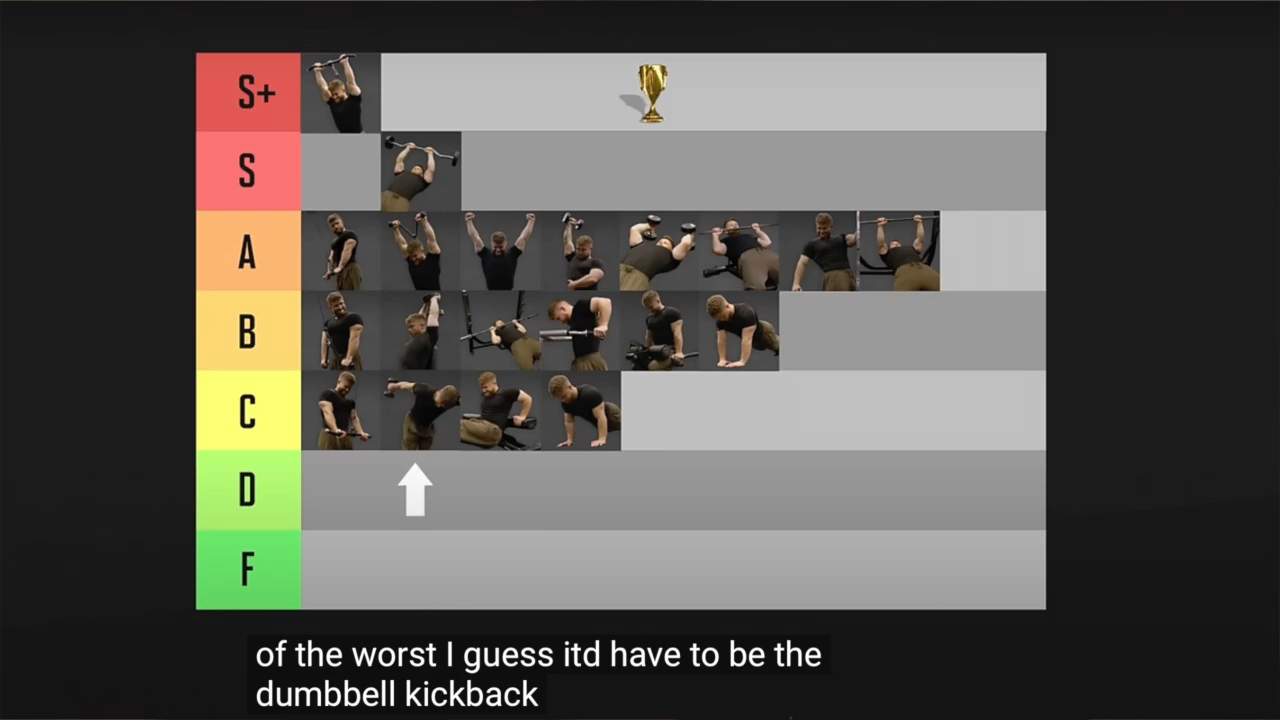 S+
S
A
B
C
D
F
of the worst I guess itd have to be the
dumbbell kickback